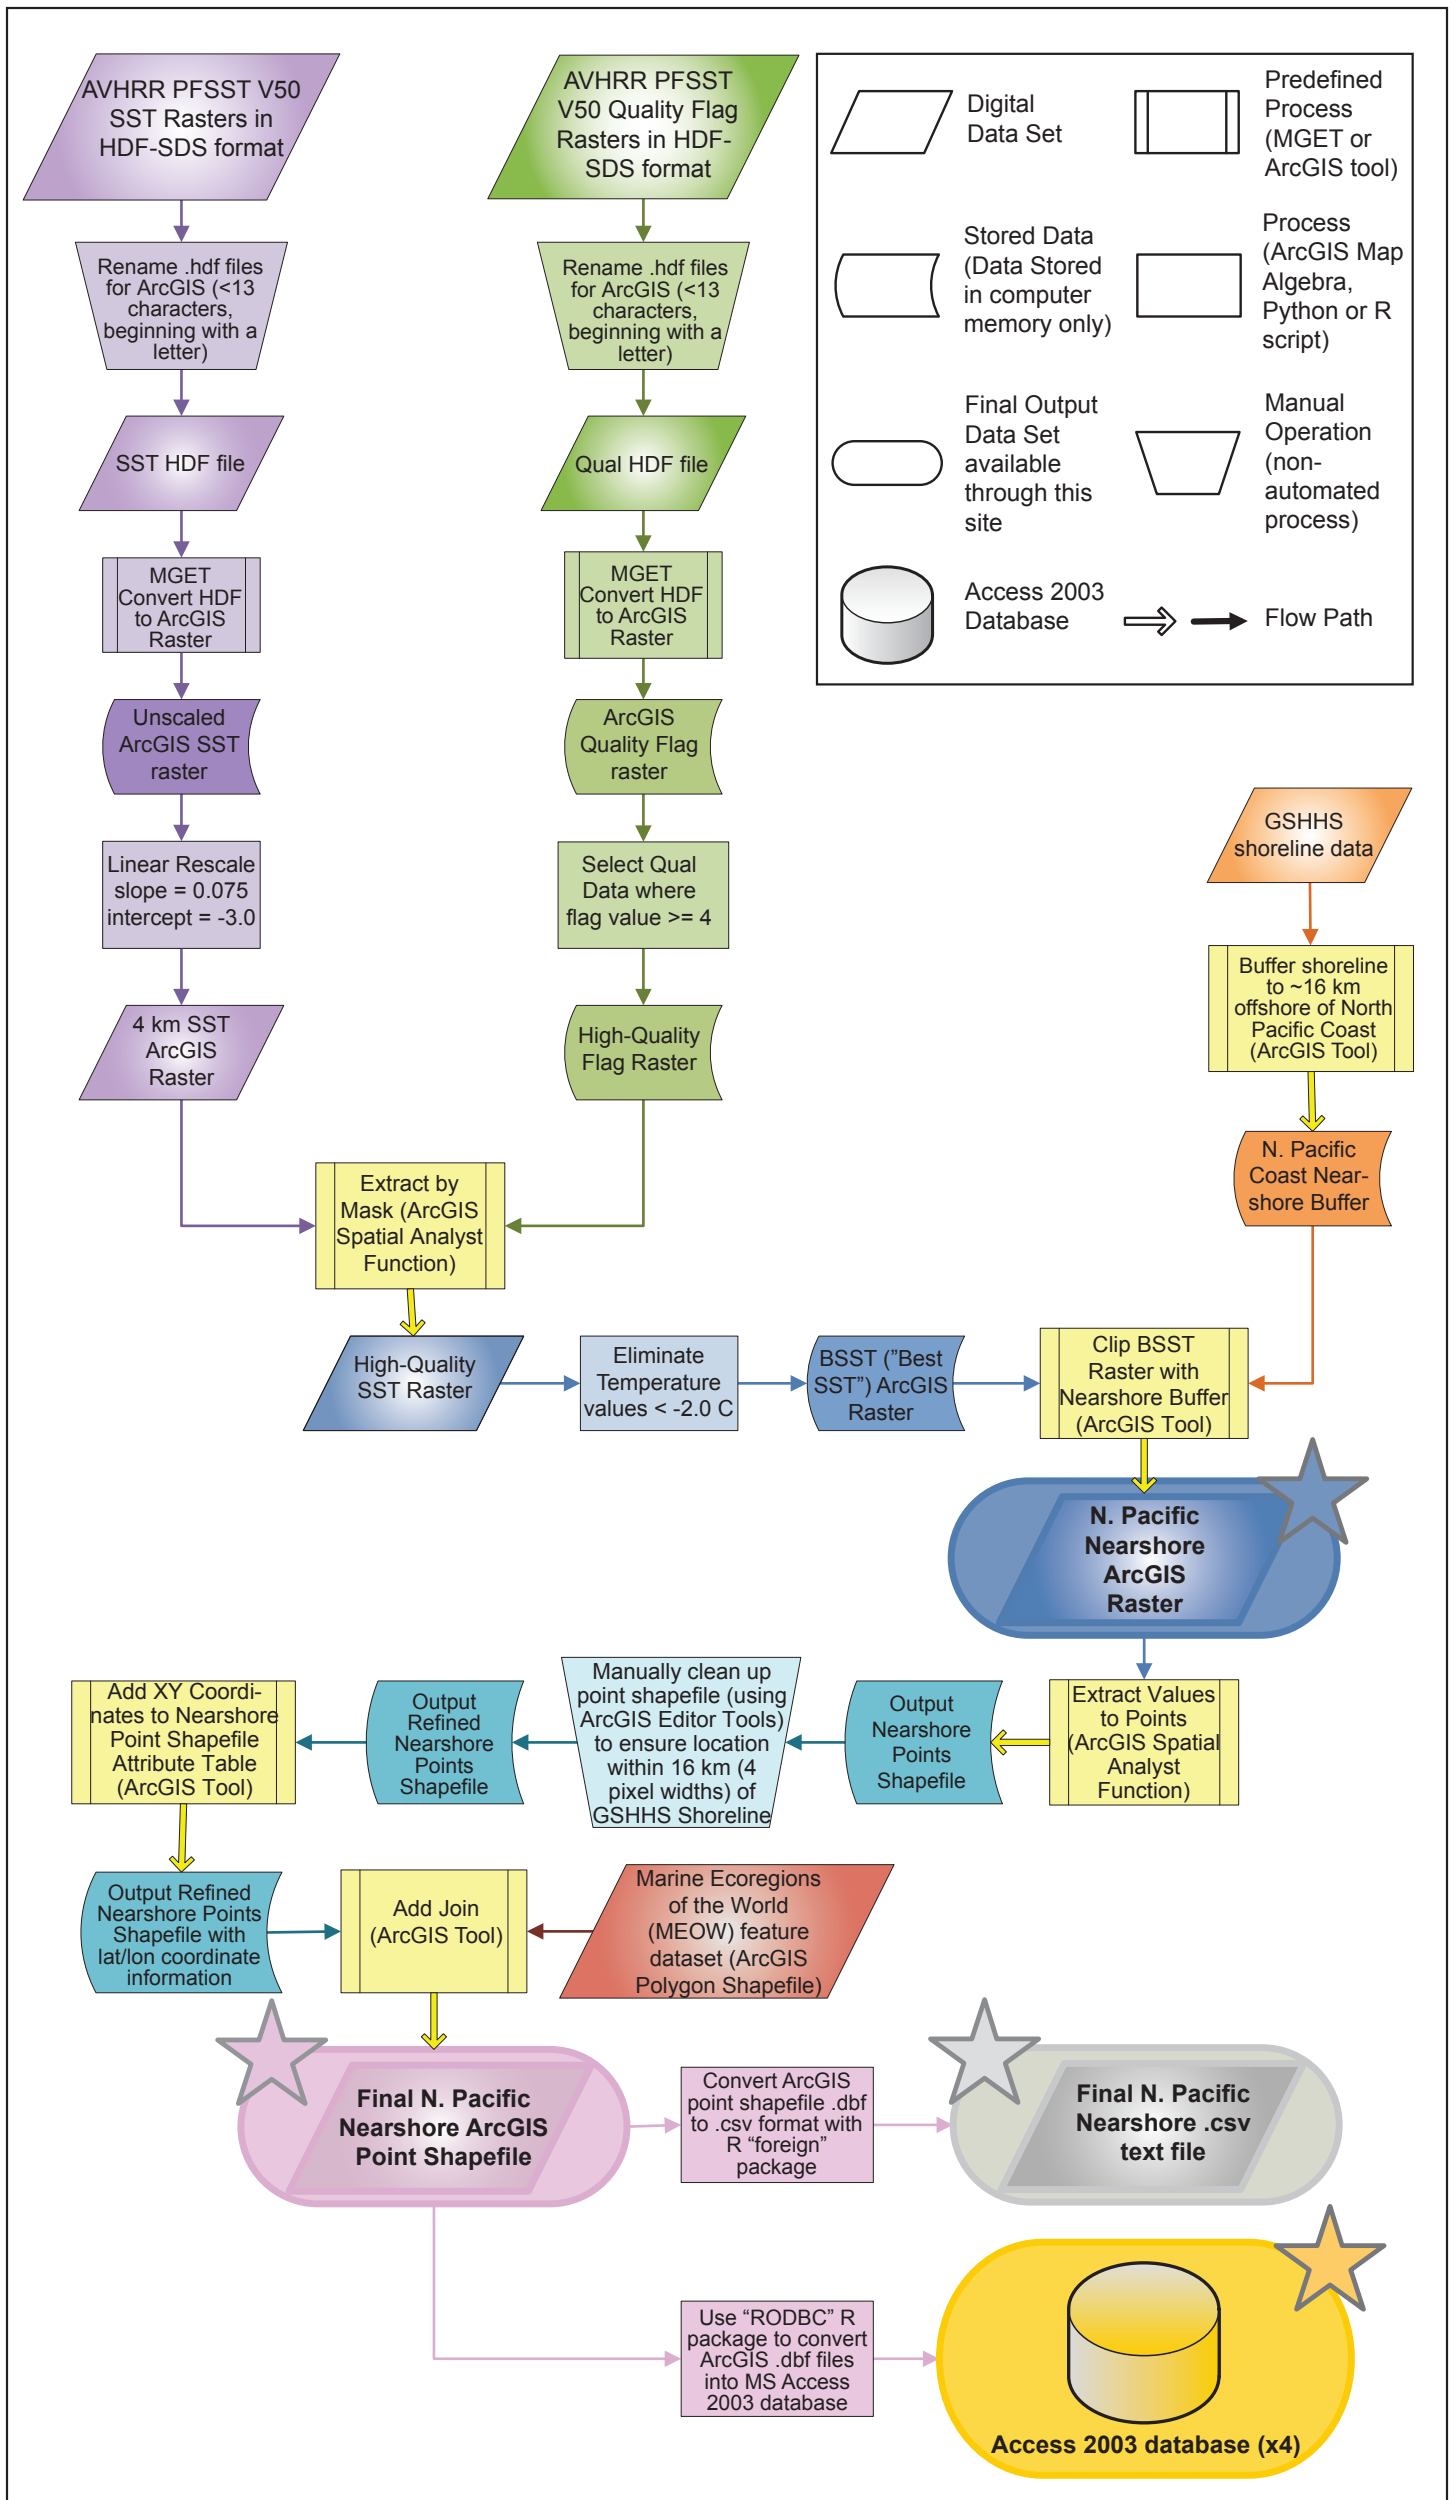 AVHRR PFSST V50
SST Rasters in
HDF-SDS format
AVHRR PFSST
V50 Quality Flag
Rasters in HDF-
SDS format
Digital
Data Set
Predefined
Process
(MGET or
ArcGIS tool)
Stored Data
(Data Stored
in computer
memory only)
Process
(ArcGIS Map
Algebra,
Python or R
script)
Final Output
Data Set
available
through this
site
Manual
Operation
(non-
automated
process)
Access 2003
Database
Flow Path
Rename .hdf files
for ArcGIS (<13
characters,
beginning with a
letter)
Rename .hdf files
for ArcGIS (<13
characters,
beginning with a
letter)
SST HDF file
Qual HDF file
MGET
Convert HDF
to ArcGIS
Raster
MGET
Convert HDF
to ArcGIS
Raster
Unscaled
ArcGIS SST
raster
ArcGIS
Quality Flag
raster
GSHHS
shoreline data
Linear Rescale
slope = 0.075
intercept = -3.0
Select Qual
Data where
flag value >= 4
Buffer shoreline
to ~16 km
offshore of North
Pacific Coast
(ArcGIS Tool)
4 km SST
ArcGIS
Raster
High-Quality
Flag Raster
N. Pacific
Coast Near-
shore Buffer
Extract by
Mask (ArcGIS
Spatial Analyst
Function)
High-Quality
SST Raster
Eliminate
Temperature
values < -2.0 C
BSST ("Best
SST") ArcGIS
Raster
Clip BSST
Raster with
Nearshore Buffer
(ArcGIS Tool)
N. Pacific
Nearshore
ArcGIS
Raster
Add XY Coordi-
nates to Nearshore
Point Shapefile
Attribute Table
(ArcGIS Tool)
Output
Refined
Nearshore
Points
Shapefile
Manually clean up
point shapefile (using
ArcGIS Editor Tools)
to ensure location
within 16 km (4
pixel widths) of
GSHHS Shoreline
Output
Nearshore
Points
Shapefile
Extract Values
to Points
(ArcGIS Spatial
Analyst
Function)
Output Refined
Nearshore Points
Shapefile with
lat/lon coordinate
information
Add Join
(ArcGIS Tool)
Marine Ecoregions
of the World
(MEOW) feature
dataset (ArcGIS
Polygon Shapefile)
Final N. Pacific
Nearshore ArcGIS
Point Shapefile
Convert ArcGIS
point shapefile .dbf
to .csv format with
R “foreign”
package
Final N. Pacific
Nearshore .csv
text file
Use “RODBC” R
package to convert
ArcGIS .dbf files
into MS Access
2003 database
Access 2003 database (x4)